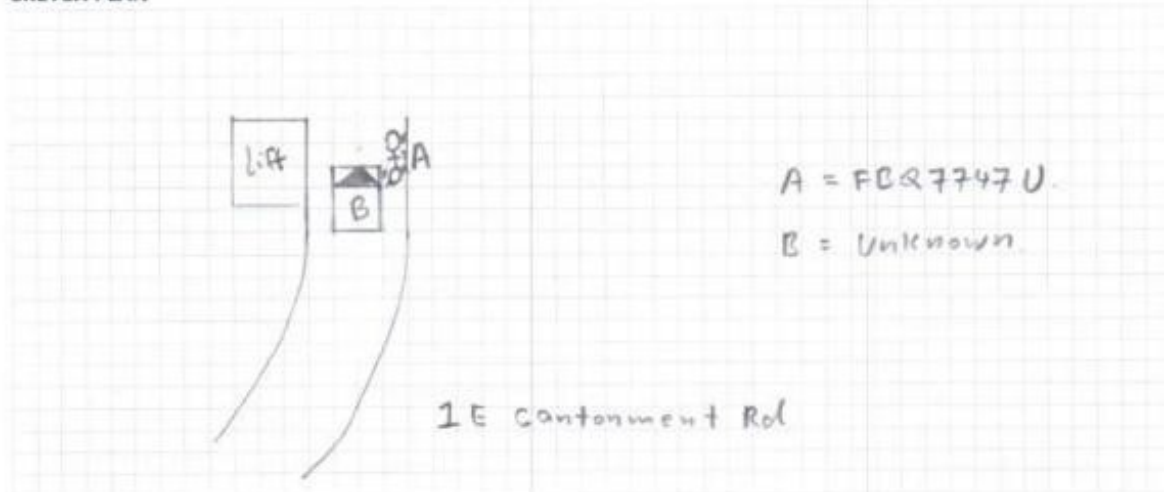 Lift
A
B
A = FBQ7747U.
B = Unknown.
1E Cantonment Rd